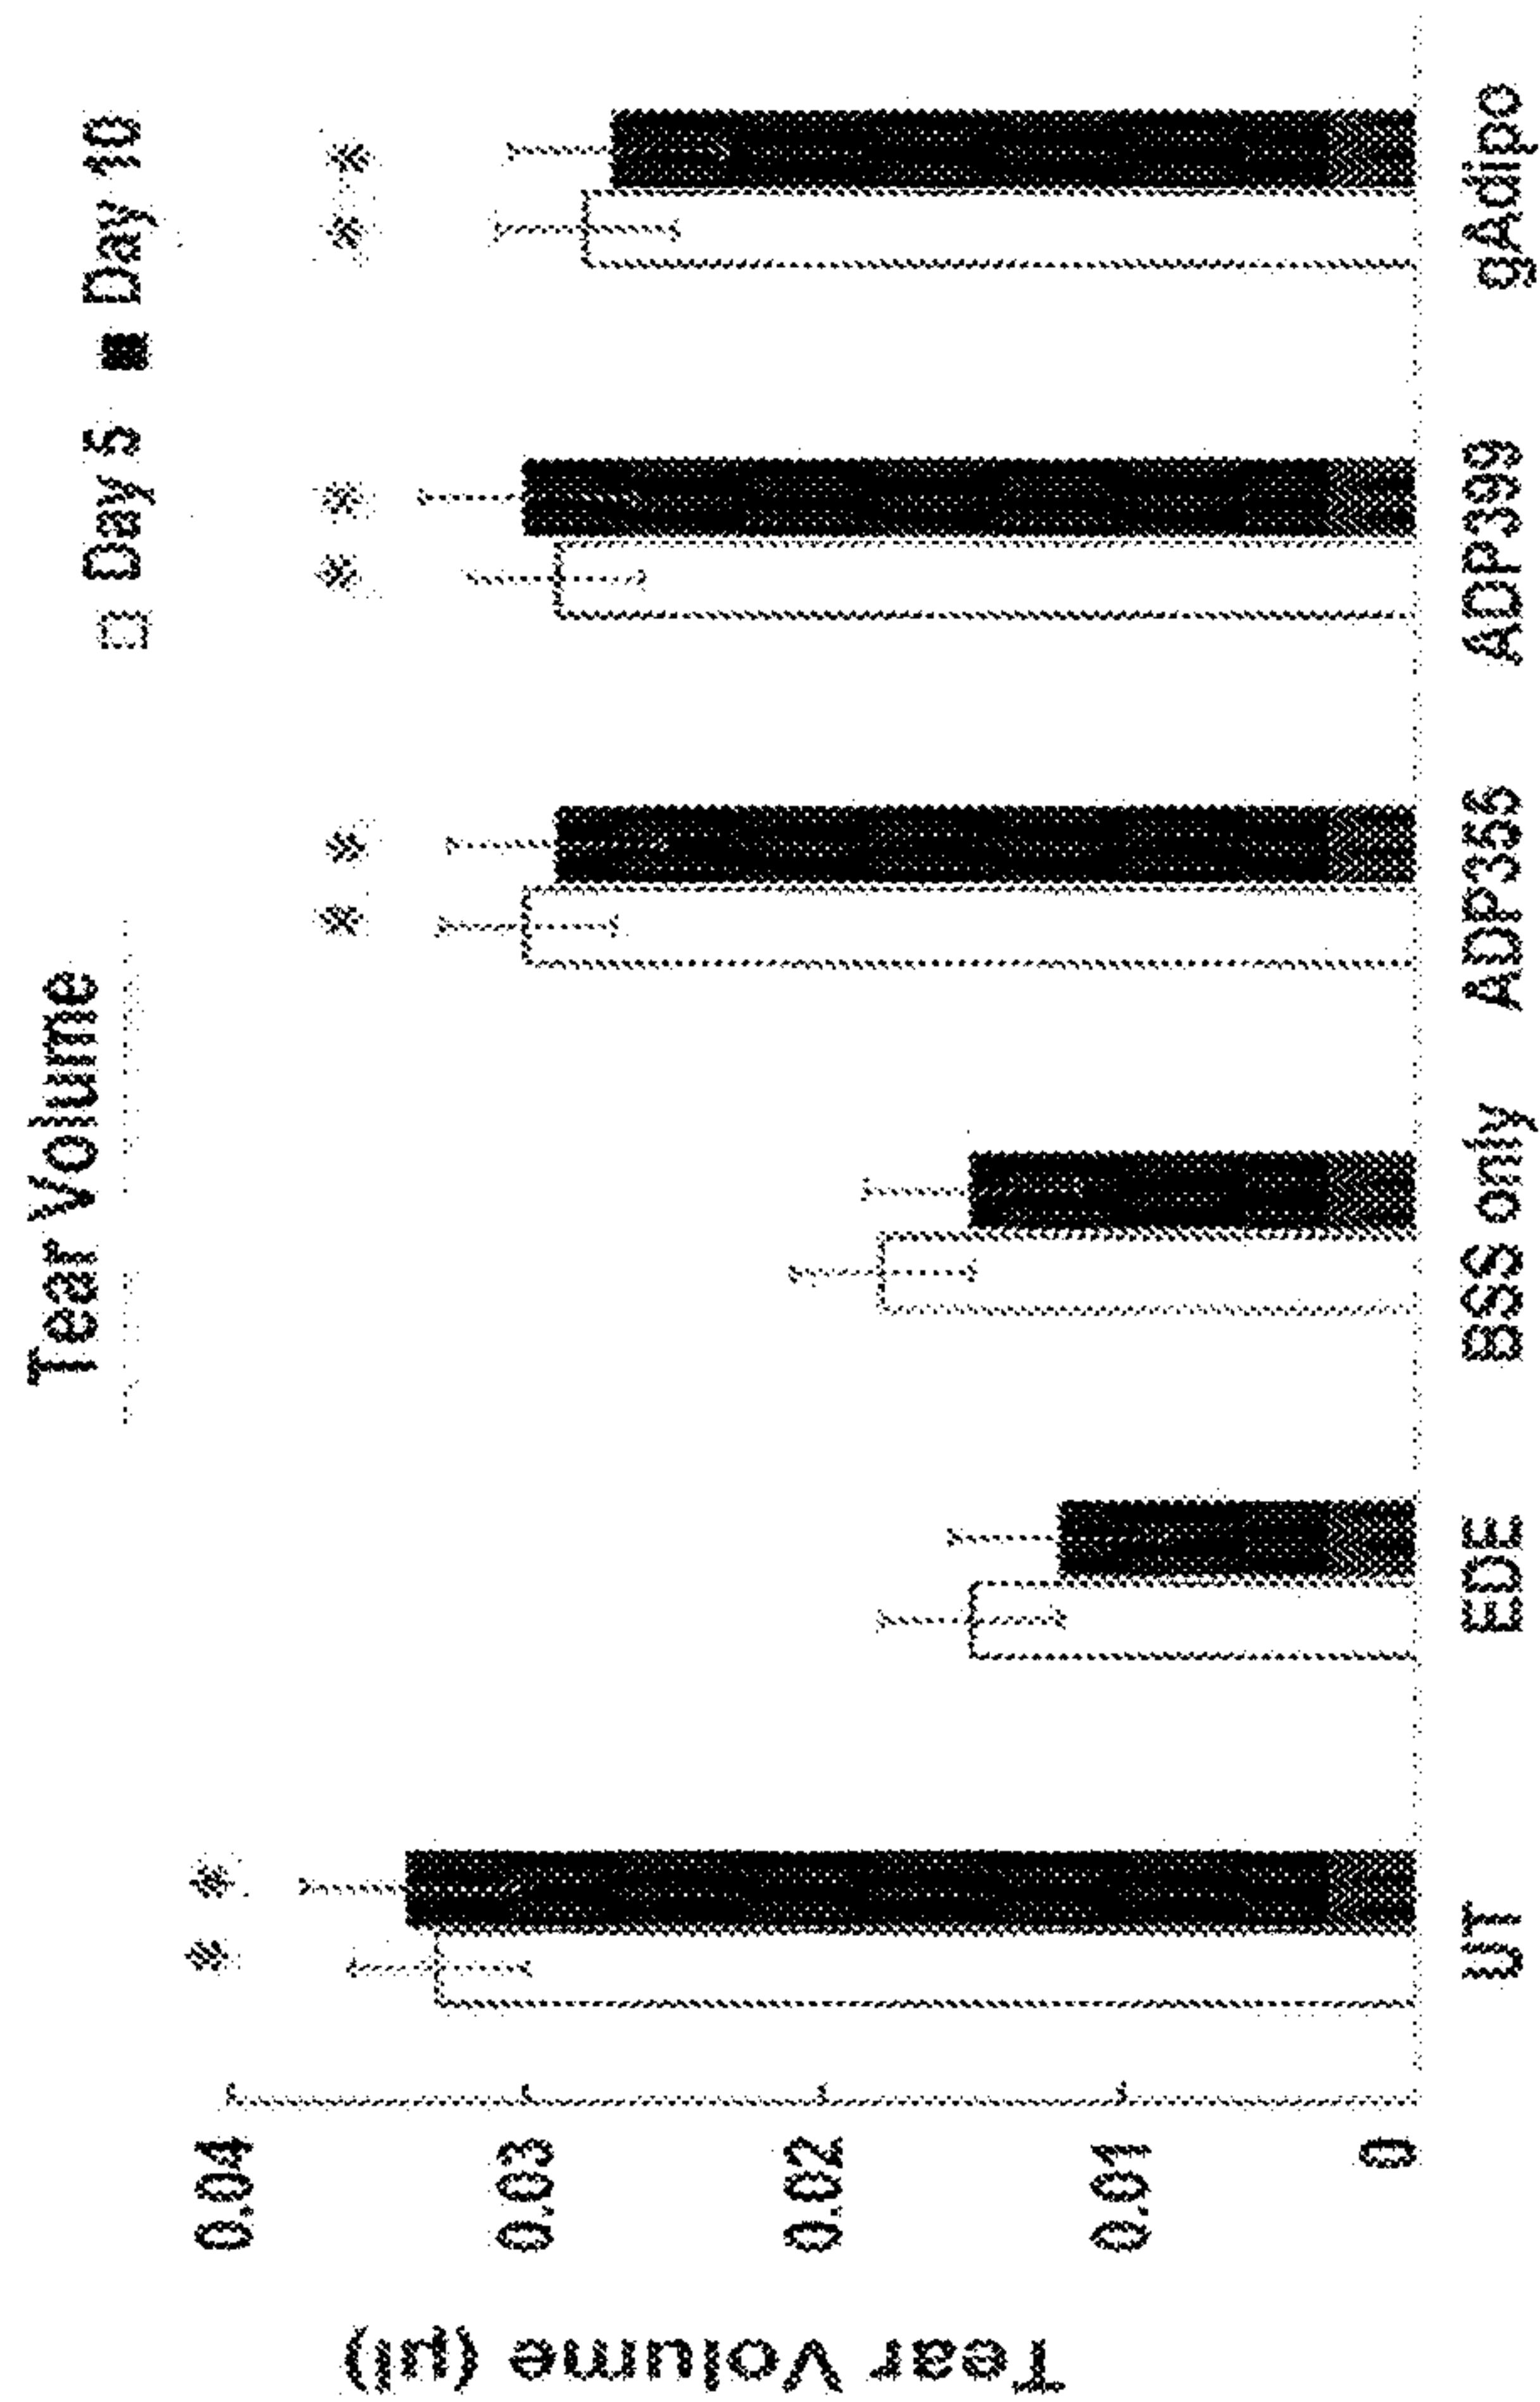 Tear Volume
□ Day 5 ■ Day 10
Tear Volume (μl)
0.04
0.03
0.02
0.01
0
UT EDE BSS only ADP355 ADP399 gAdipo
* * * * * * * *